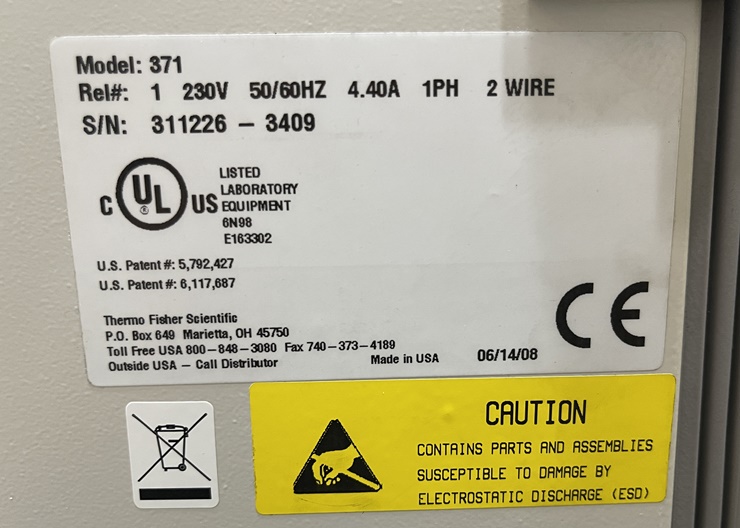 Model: 371
Rel#: 1 230V 50/60HZ 4.40A 1PH 2 WIRE
S/N: 311226 – 3409
C UL ® US
LISTED
LABORATORY
EQUIPMENT
6N98
E163302
U.S. Patent #: 5,792,427
U.S. Patent #: 6,117,687
Thermo Fisher Scientific
P.O. Box 649 Marietta, OH 45750
Toll Free USA 800–848–3080 Fax 740–373–4189
Outside USA – Call Distributor
Made in USA
06/14/08
CE
CAUTION
CONTAINS PARTS AND ASSEMBLIES
SUSCEPTIBLE TO DAMAGE BY
ELECTROSTATIC DISCHARGE (ESD)